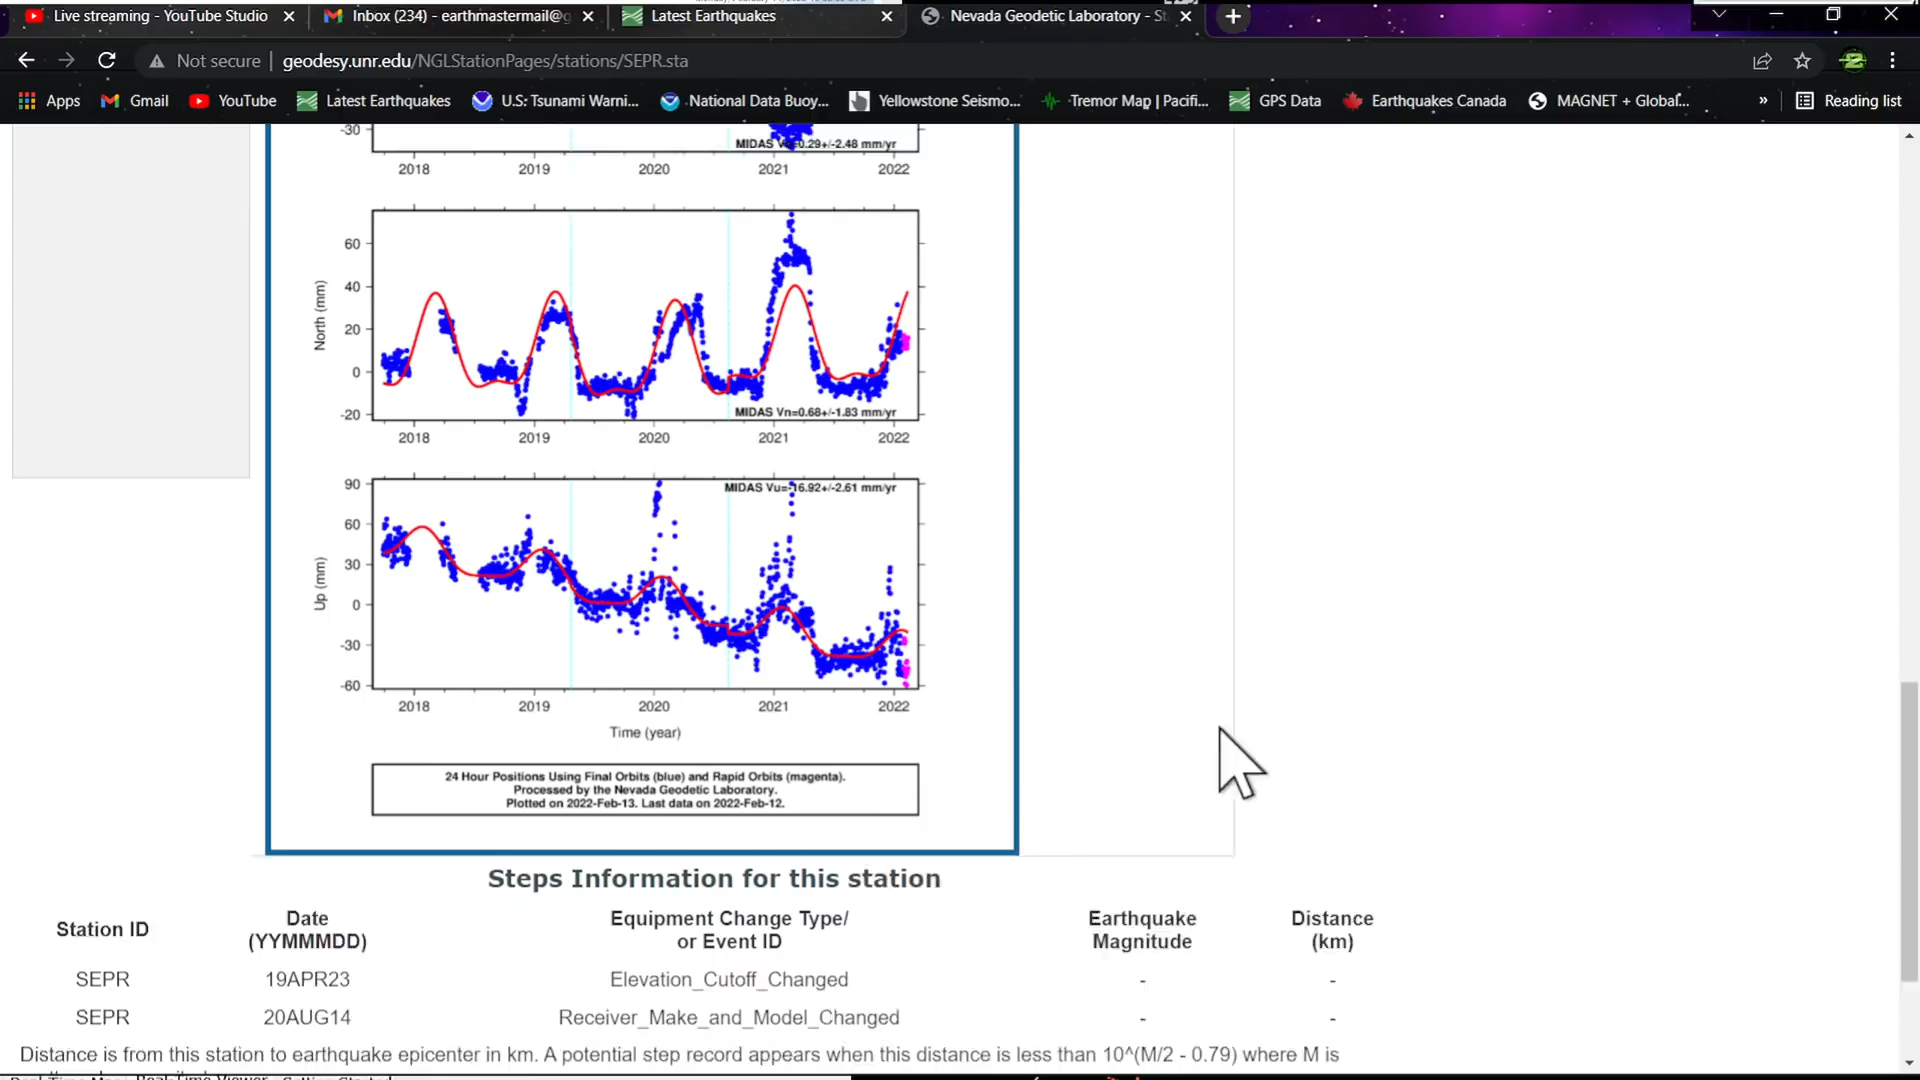 Live streaming - YouTube Studio
Inbox (234) - earthmastermail@g
Latest Earthquakes
Nevada Geodetic Laboratory - St
Not secure
geodesy.unr.edu/NGLStationPages/stations/SEPR.sta
Apps
Gmail
YouTube
Latest Earthquakes
U.S. Tsunami Warni...
National Data Buoy...
Yellowstone Seismo...
Tremor Map | Pacifi...
GPS Data
Earthquakes Canada
MAGNET + Global...
»
Reading list
-30
MIDAS 0.29+/-2.48 mm/yr
2018 2019 2020 2021 2022
60
40
20
0
-20
North (mm)
MIDAS Vn=0.68+/-1.83 mm/yr
2018 2019 2020 2021 2022
90
60
30
0
-30
-60
Up (mm)
MIDAS Vu=-16.92+/-2.61 mm/yr
2018 2019 2020 2021 2022
Time (year)
24 Hour Positions Using Final Orbits (blue) and Rapid Orbits (magenta).
Processed by the Nevada Geodetic Laboratory.
Plotted on 2022-Feb-13. Last data on 2022-Feb-12.
Steps Information for this station
Station ID
Date
(YYMMMDD)
Equipment Change Type/
or Event ID
Earthquake
Magnitude
Distance
(km)
SEPR 19APR23 Elevation_Cutoff_Changed - -
SEPR 20AUG14 Receiver_Make_and_Model_Changed - -
Distance is from this station to earthquake epicenter in km. A potential step record appears when this distance is less than 10^(M/2 - 0.79) where M is